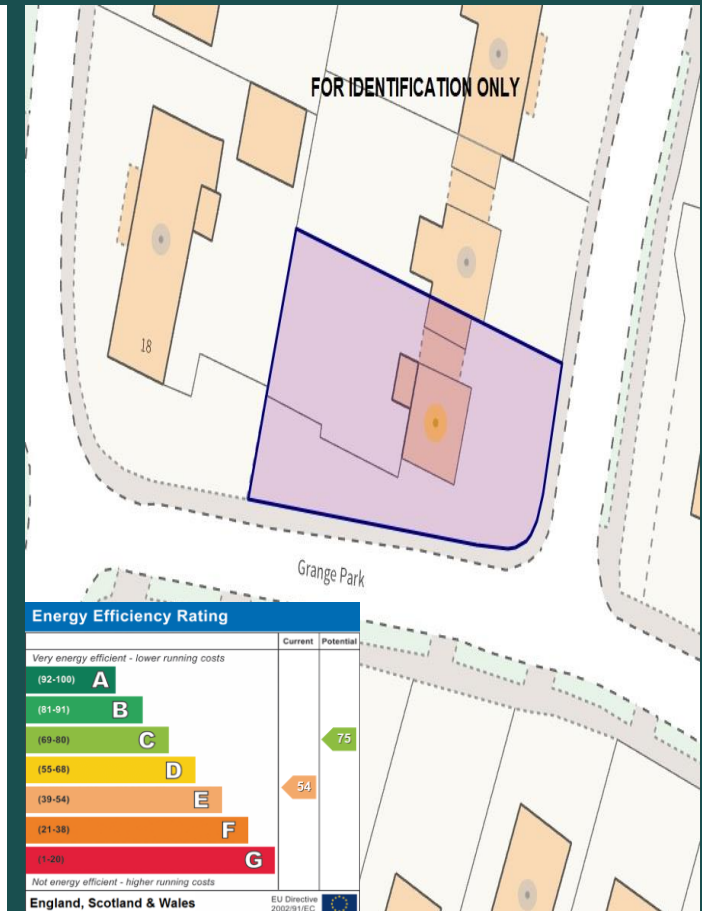 FOR IDENTIFICATION ONLY
18
Grange Park
Energy Efficiency Rating
Current Potential
Very energy efficient - lower running costs
(92-100) A
(81-91) B
(69-80) C
75
(55-68) D
54
(39-54) E
(21-38) F
(1-20) G
Not energy efficient - higher running costs
England, Scotland & Wales
EU Directive
2002/91/EC